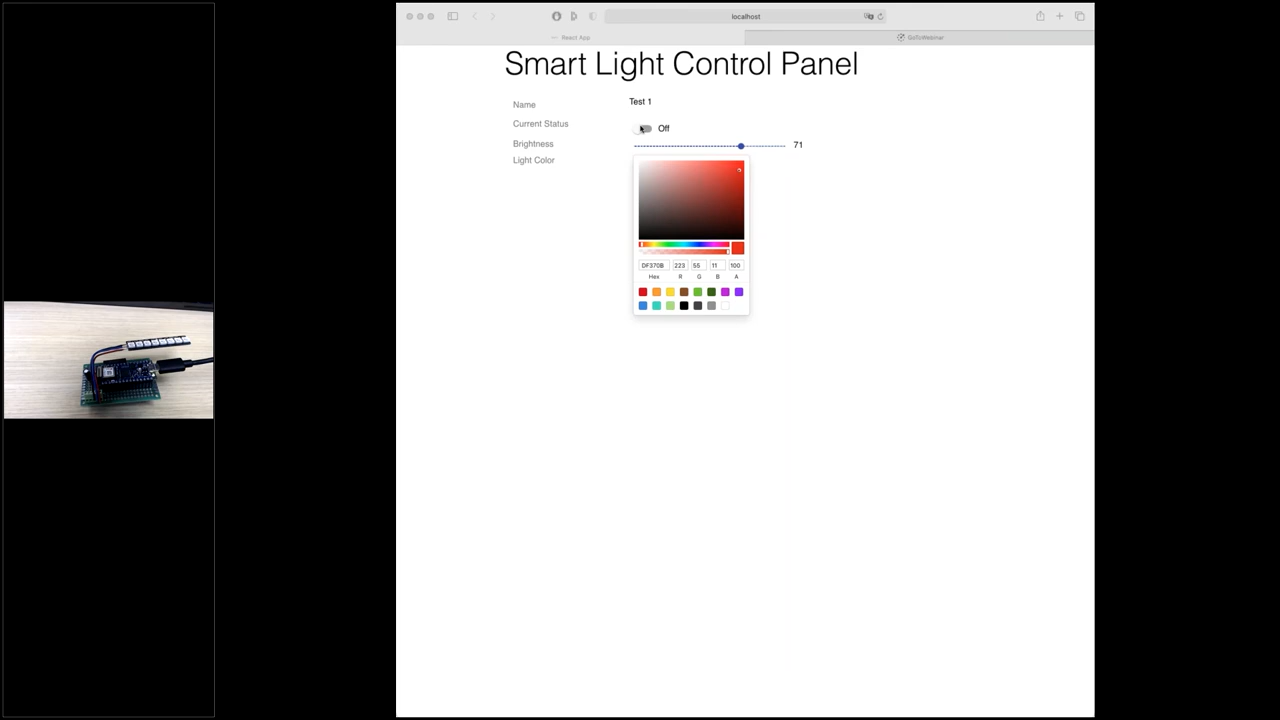 localhost
React App
GoToWebinar
Smart Light Control Panel
Name
Test 1
Current Status
Off
Brightness
71
Light Color
DF370B 223 55 11 100
Hex R G B A